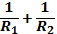 1/R₁ + 1/R₂